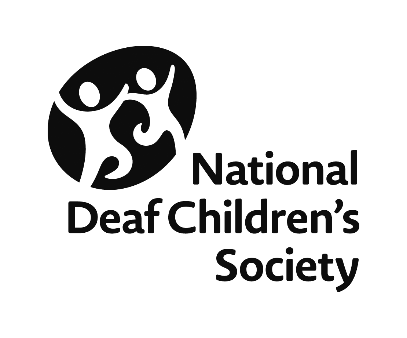 National
Deaf Children's
Society